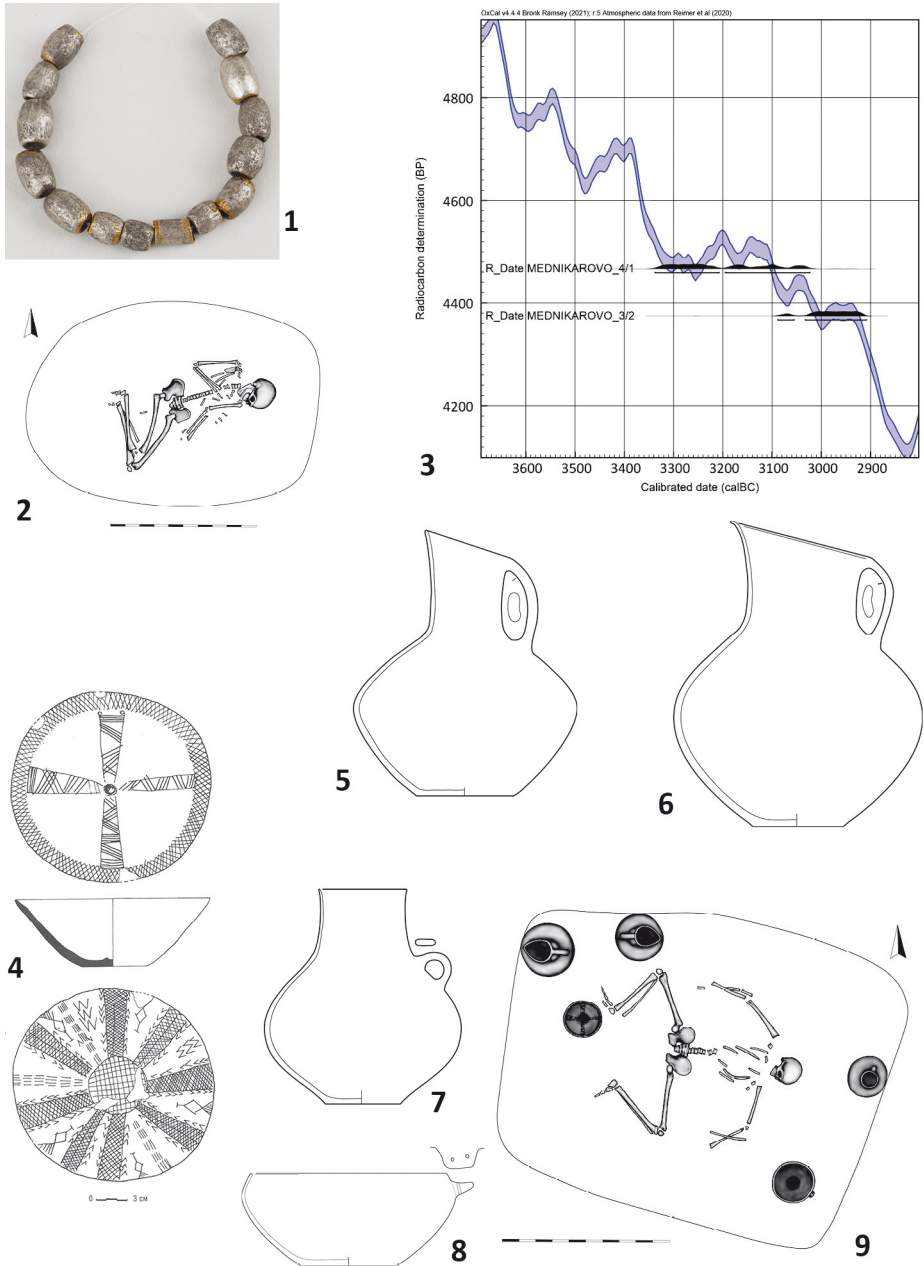 1
OxCal v4.4.4 Bronk Ramsey (2021); r:5 Atmospheric data from Reimer et al (2020)
4800
4600
4400
4200
Radiocarbon determination (BP)
R_Date MEDNIKAROVO_4/1
R_Date MEDNIKAROVO_3/2
3600 3500 3400 3300 3200 3100 3000 2900
Calibrated date (calBC)
2
3
5
6
4
0 3 см
7
8
9